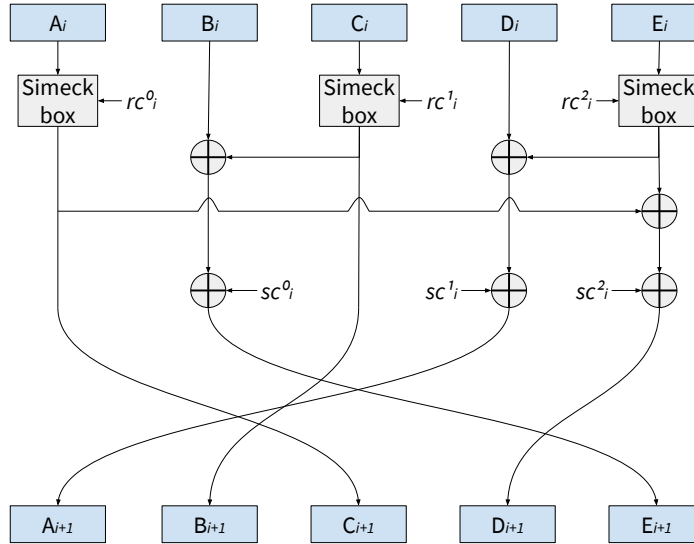 Ai Bi Ci Di Ei
Simeck box rc⁰i
Simeck box rc¹i
rc²i Simeck box
sc⁰i sc¹i sc²i
Ai+1 Bi+1 Ci+1 Di+1 Ei+1